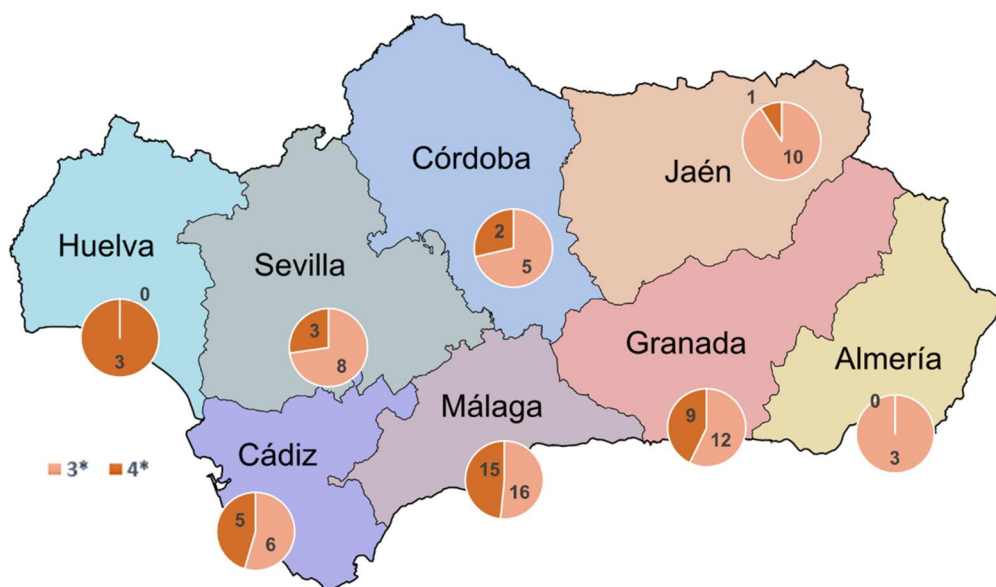 1
10
Jaén
Córdoba
2
5
Huelva
0
3
Sevilla
3
8
Granada
9
12
Almería
0
3
Málaga
15
16
Cádiz
5
6
3* 4*